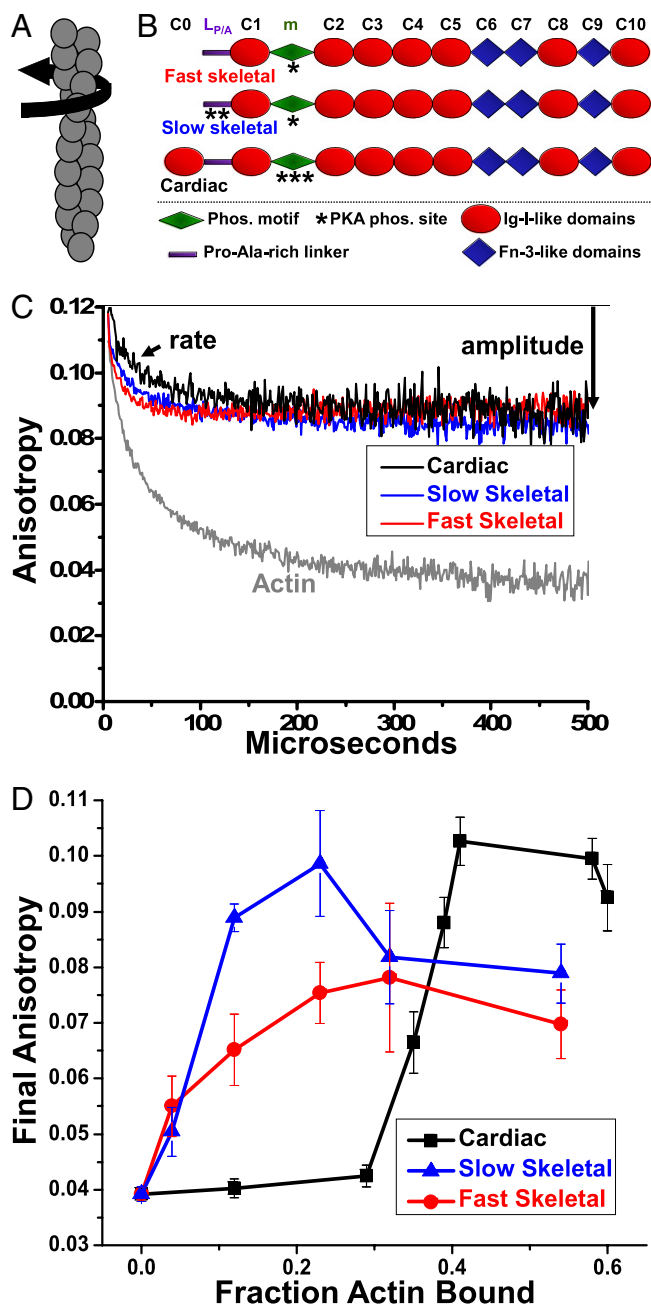 A
B
C0 L P/A C1 m C2 C3 C4 C5 C6 C7 C8 C9 C10
*
Fast skeletal
** *
Slow skeletal
***
Cardiac
Phos. motif * PKA phos. site Ig-I-like domains
Pro-Ala-rich linker Fn-3-like domains
C
0.12
0.10
0.08
0.06
0.04
0.02
0.00
Anisotropy
rate
amplitude
Cardiac
Slow Skeletal
Fast Skeletal
Actin
0 100 200 300 400 500
Microseconds
D
0.11
0.10
0.09
0.08
0.07
0.06
0.05
0.04
0.03
Final Anisotropy
Cardiac
Slow Skeletal
Fast Skeletal
0.0 0.2 0.4 0.6
Fraction Actin Bound